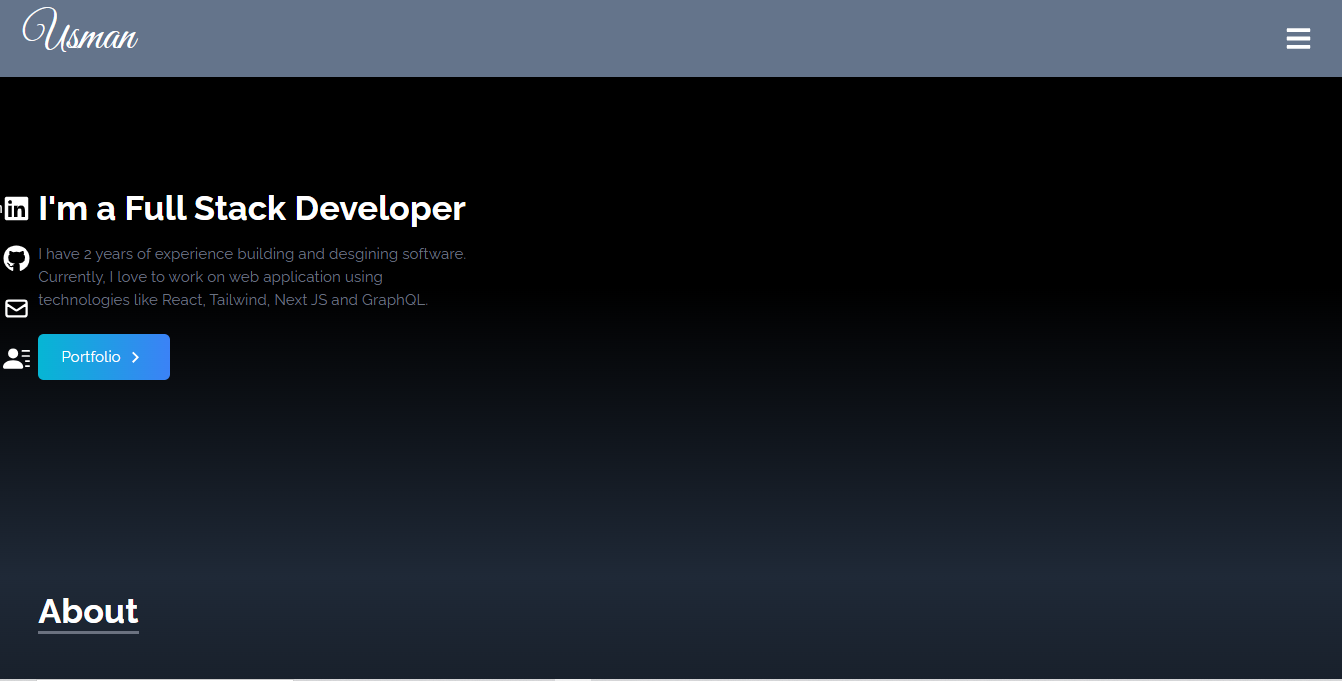 Usman
I'm a Full Stack Developer
I have 2 years of experience building and desgining software.
Currently, I love to work on web application using
technologies like React, Tailwind, Next JS and GraphQL.
Portfolio
About